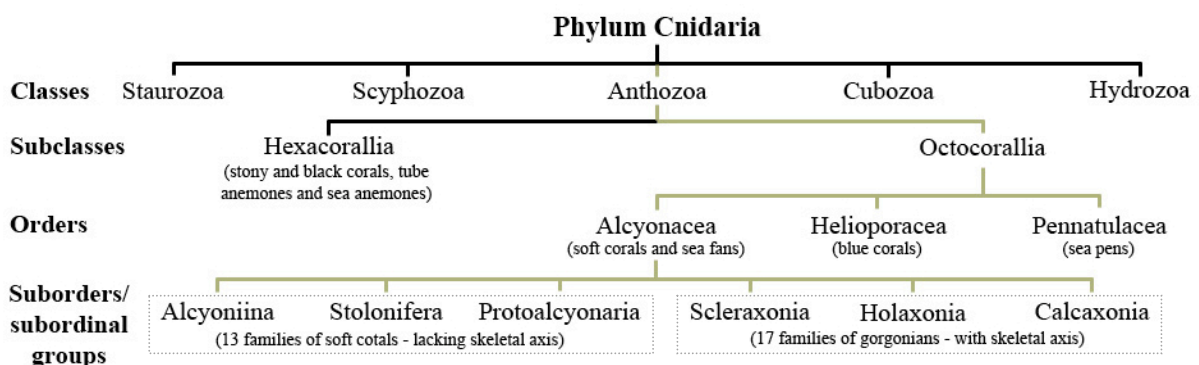 Phylum Cnidaria
Classes Staurozoa Scyphozoa Anthozoa Cubozoa Hydrozoa
Subclasses Hexacorallia Octocorallia
(stony and black corals, tube
anemones and sea anemones)
Orders Alcyonacea Helioporacea Pennatulacea
(soft corals and sea fans) (blue corals) (sea pens)
Suborders/
subordinal
groups
Alcyoniina Stolonifera Protoalcyonaria Scleraxonia Holaxonia Calcaxonia
(13 families of soft cotals - lacking skeletal axis) (17 families of gorgonians - with skeletal axis)